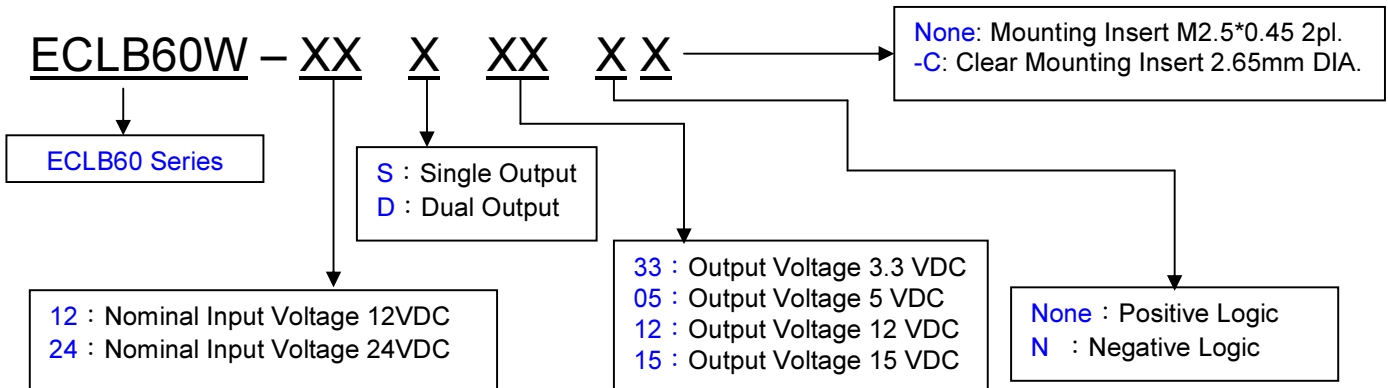 ECLB60W – XX X XX X X
None: Mounting Insert M2.5*0.45 2pl.
-C: Clear Mounting Insert 2.65mm DIA.
ECLB60 Series
S：Single Output
D：Dual Output
33：Output Voltage 3.3 VDC
05：Output Voltage 5 VDC
12：Output Voltage 12 VDC
15：Output Voltage 15 VDC
None：Positive Logic
N ：Negative Logic
12：Nominal Input Voltage 12VDC
24：Nominal Input Voltage 24VDC